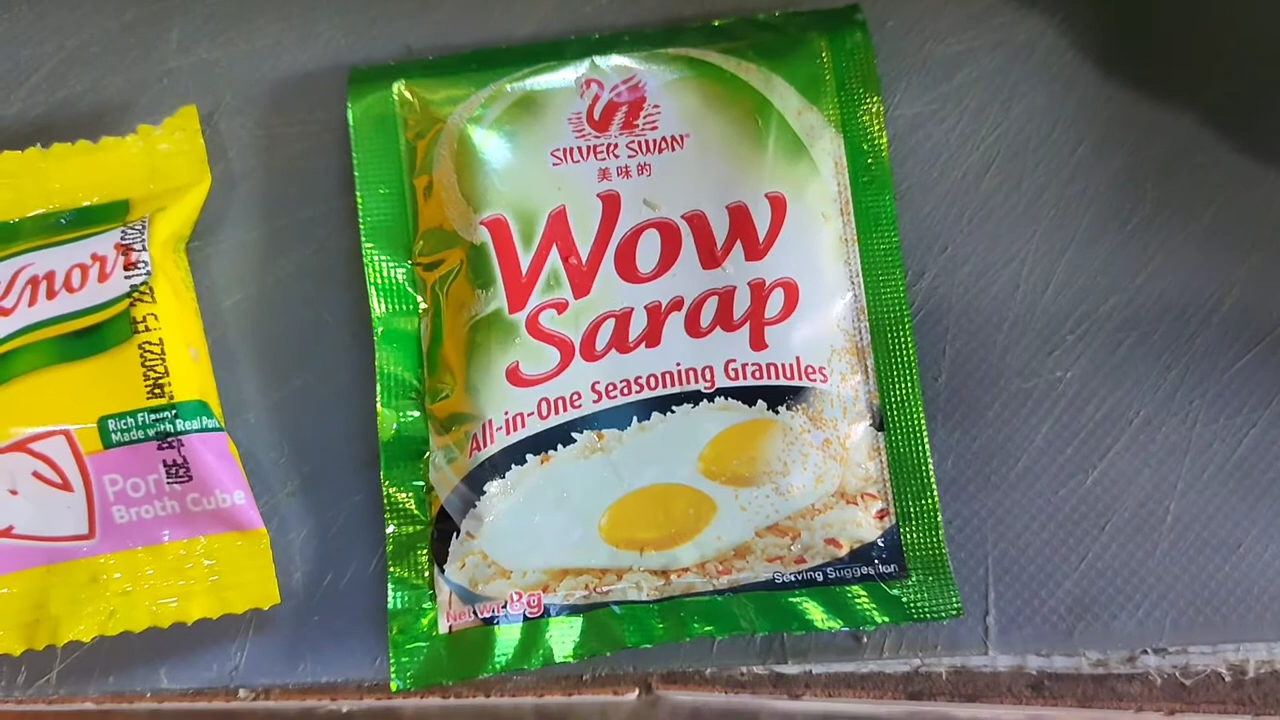 Knorr
Rich Flavor
Made with Real Pork
Pork
Broth Cube
SILVER SWAN
美味的
Wow
Sarap
All-in-One Seasoning Granules
Serving Suggestion
Net Wt. 8g